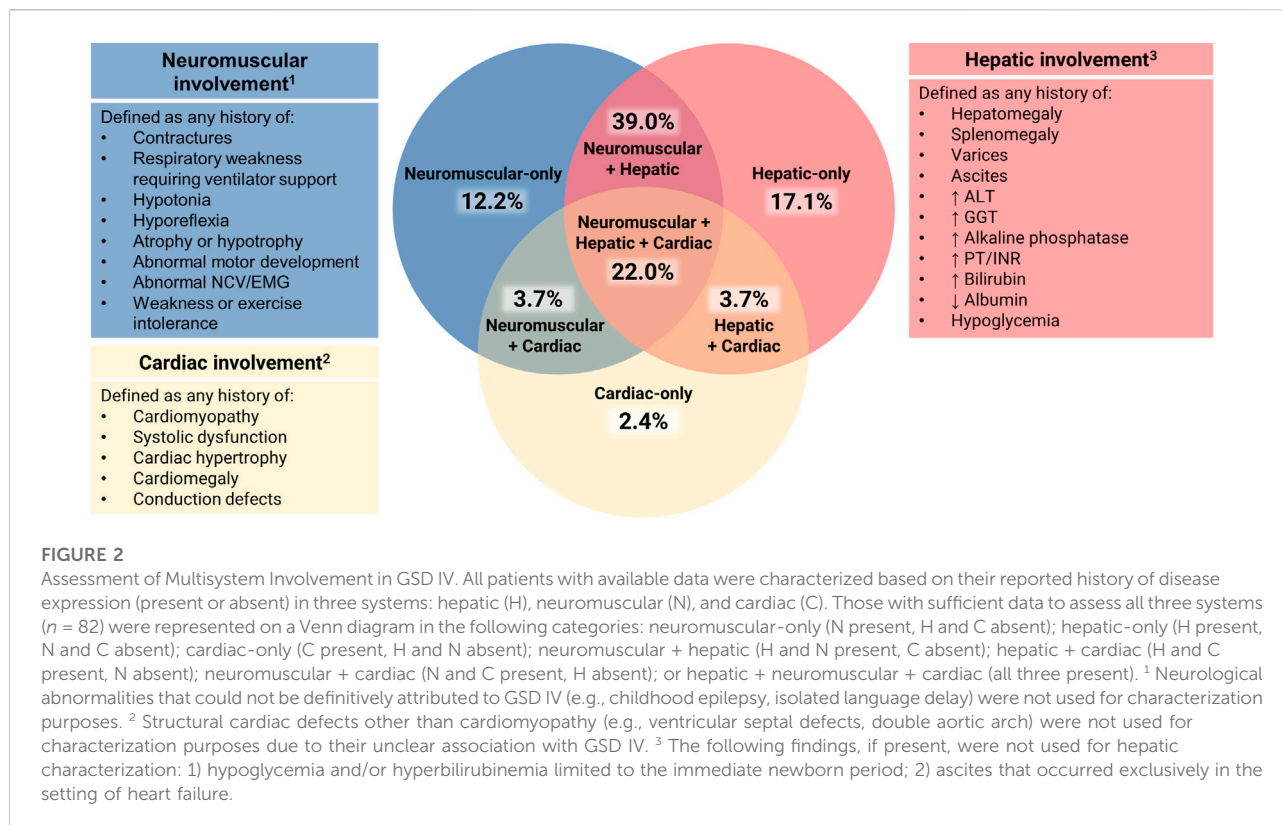 Neuromuscular
involvement¹
Defined as any history of:
• Contractures
• Respiratory weakness
requiring ventilator support
• Hypotonia
• Hyporeflexia
• Atrophy or hypotrophy
• Abnormal motor development
• Abnormal NCV/EMG
• Weakness or exercise
intolerance
Cardiac involvement²
Defined as any history of:
• Cardiomyopathy
• Systolic dysfunction
• Cardiac hypertrophy
• Cardiomegaly
• Conduction defects
Neuromuscular-only
12.2%
39.0%
Neuromuscular
+ Hepatic
Hepatic-only
17.1%
Neuromuscular +
Hepatic + Cardiac
22.0%
3.7%
Neuromuscular
+ Cardiac
3.7%
Hepatic
+ Cardiac
Cardiac-only
2.4%
Hepatic involvement³
Defined as any history of:
• Hepatomegaly
• Splenomegaly
• Varices
• Ascites
• ↑ ALT
• ↑ GGT
• ↑ Alkaline phosphatase
• ↑ PT/INR
• ↑ Bilirubin
• ↓ Albumin
• Hypoglycemia
FIGURE 2
Assessment of Multisystem Involvement in GSD IV. All patients with available data were characterized based on their reported history of disease
expression (present or absent) in three systems: hepatic (H), neuromuscular (N), and cardiac (C). Those with sufficient data to assess all three systems
(n = 82) were represented on a Venn diagram in the following categories: neuromuscular-only (N present, H and C absent); hepatic-only (H present,
N and C absent); cardiac-only (C present, H and N absent); neuromuscular + hepatic (H and N present, C absent); hepatic + cardiac (H and C
present, N absent); neuromuscular + cardiac (N and C present, H absent); or hepatic + neuromuscular + cardiac (all three present). ¹ Neurological
abnormalities that could not be definitively attributed to GSD IV (e.g., childhood epilepsy, isolated language delay) were not used for characterization
purposes. ² Structural cardiac defects other than cardiomyopathy (e.g., ventricular septal defects, double aortic arch) were not used for
characterization purposes due to their unclear association with GSD IV. ³ The following findings, if present, were not used for hepatic
characterization: 1) hypoglycemia and/or hyperbilirubinemia limited to the immediate newborn period; 2) ascites that occurred exclusively in the
setting of heart failure.